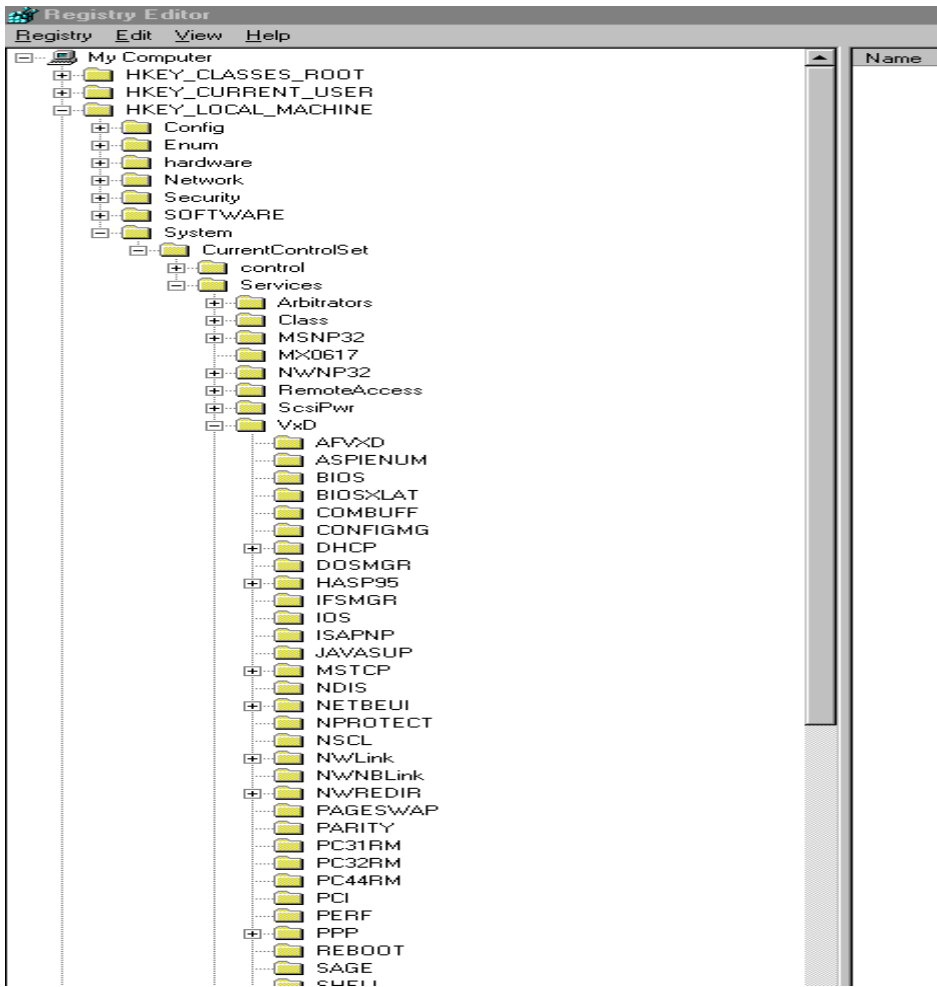 Registry Editor
Registry Edit View Help
My Computer
Name
HKEY_CLASSES_ROOT
HKEY_CURRENT_USER
HKEY_LOCAL_MACHINE
Config
Enum
hardware
Network
Security
SOFTWARE
System
CurrentControlSet
control
Services
Arbitrators
Class
MSNP32
MX0617
NWNP32
RemoteAccess
ScsiPwr
VxD
AFVXD
ASPIENUM
BIOS
BIOSXLAT
COMBUFF
CONFIGMG
DHCP
DOSMGR
HASP95
IFSMGR
IOS
ISAPNP
JAVASUP
MSTCP
NDIS
NETBEUI
NPROTECT
NSCL
NWLink
NWNBLink
NWREDIR
PAGESWAP
PARITY
PC31RM
PC32RM
PC44RM
PCI
PERF
PPP
REBOOT
SAGE
SHELL